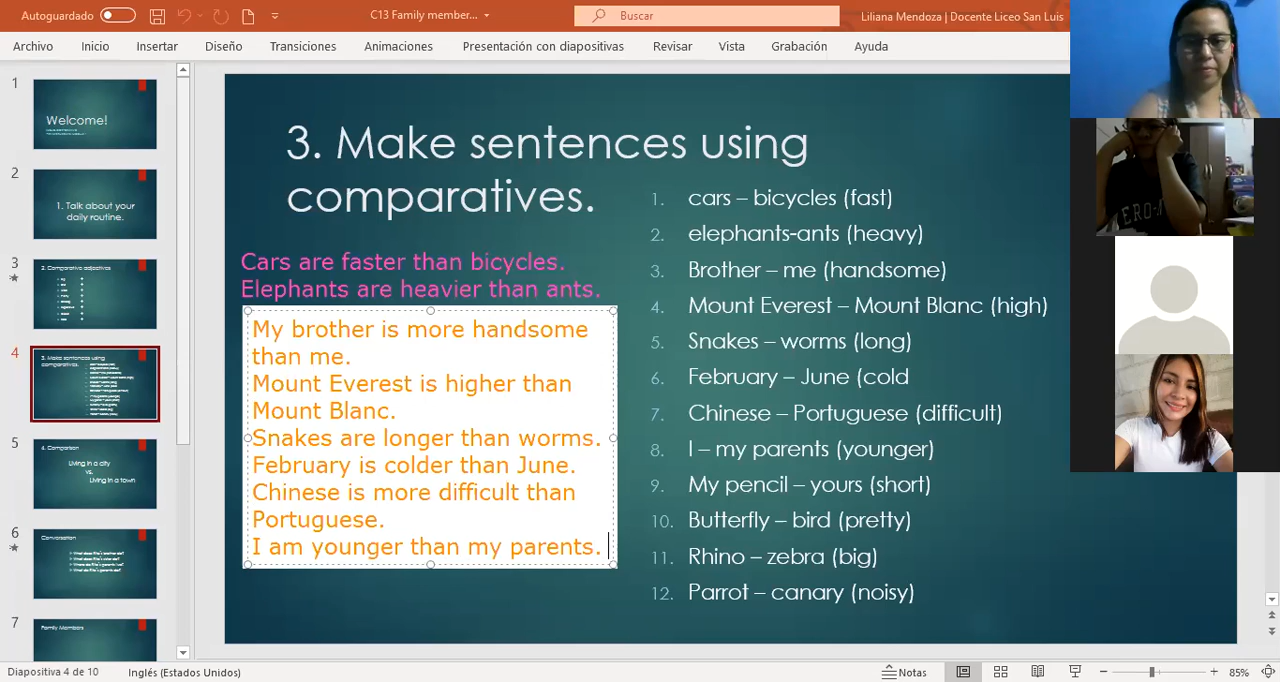 Autoguardado
C13 Family member...
Buscar
Liliana Mendoza | Docente Liceo San Luis
Archivo
Inicio
Insertar
Diseño
Transiciones
Animaciones
Presentación con diapositivas
Revisar
Vista
Grabación
Ayuda
1
Welcome!
2
1. Talk about your
daily routine.
3
2. Comparative adjectives
4
3. Make sentences using
comparatives.
5
4. Comparison
Living in a city
vs.
Living in a town
6
Conversation
7
Family Members
3. Make sentences using
comparatives.
Cars are faster than bicycles.
Elephants are heavier than ants.
My brother is more handsome
than me.
Mount Everest is higher than
Mount Blanc.
Snakes are longer than worms.
February is colder than June.
Chinese is more difficult than
Portuguese.
I am younger than my parents.
1. cars – bicycles (fast)
2. elephants-ants (heavy)
3. Brother – me (handsome)
4. Mount Everest – Mount Blanc (high)
5. Snakes – worms (long)
6. February – June (cold
7. Chinese – Portuguese (difficult)
8. I – my parents (younger)
9. My pencil – yours (short)
10. Butterfly – bird (pretty)
11. Rhino – zebra (big)
12. Parrot – canary (noisy)
Diapositiva 4 de 10
Inglés (Estados Unidos)
Notas
85%